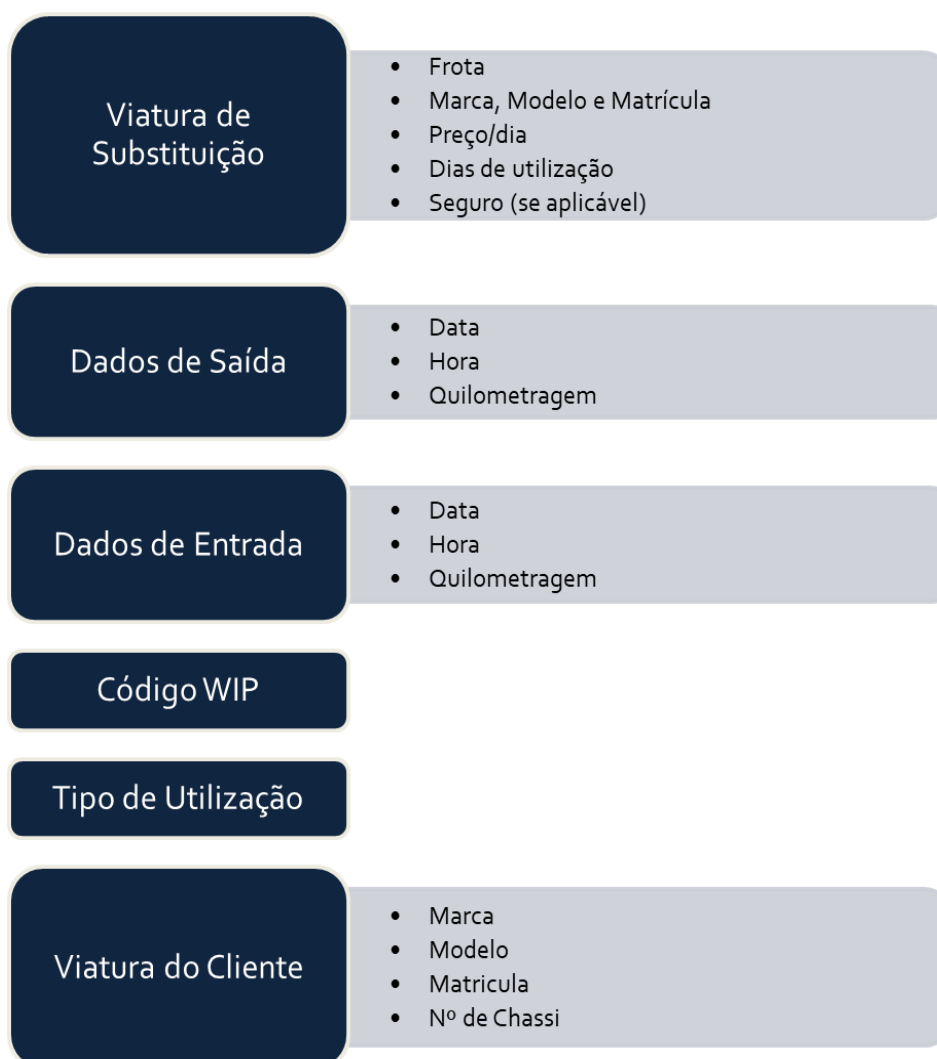 Viatura de
Substituição
• Frota
• Marca, Modelo e Matrícula
• Preço/dia
• Dias de utilização
• Seguro (se aplicável)
Dados de Saída
• Data
• Hora
• Quilometragem
Dados de Entrada
• Data
• Hora
• Quilometragem
Código WIP
Tipo de Utilização
Viatura do Cliente
• Marca
• Modelo
• Matricula
• Nº de Chassi